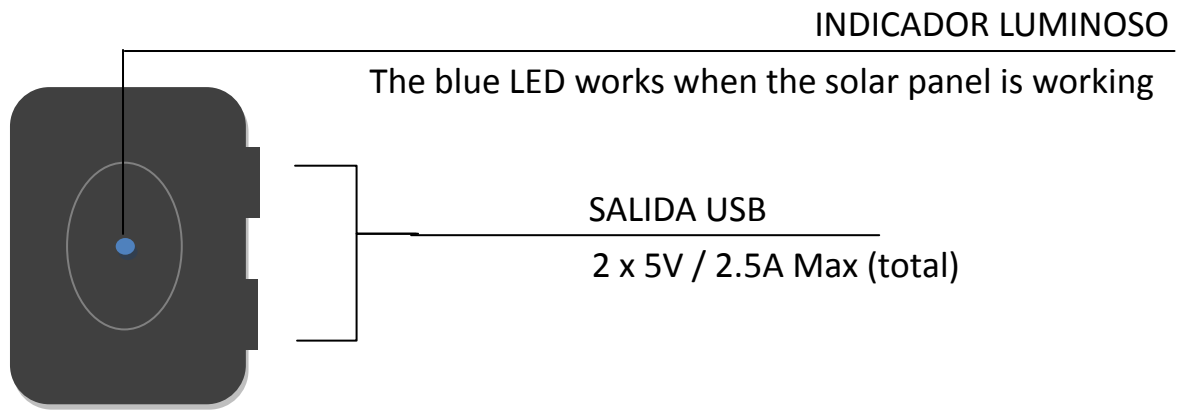 INDICADOR LUMINOSO
The blue LED works when the solar panel is working
SALIDA USB
2 x 5V / 2.5A Max (total)